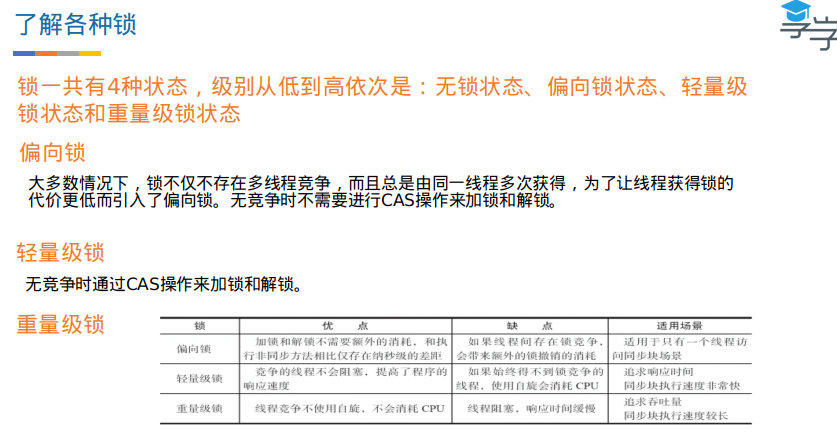 了解各种锁
学
学
锁一共有4种状态，级别从低到高依次是：无锁状态、偏向锁状态、轻量级
锁状态和重量级锁状态
偏向锁
大多数情况下，锁不仅不存在多线程竞争，而且总是由同一线程多次获得，为了让线程获得锁的
代价更低而引入了偏向锁。无竞争时不需要进行CAS操作来加锁和解锁。
轻量级锁
无竞争时通过CAS操作来加锁和解锁。
重量级锁
锁 优 点 缺 点 适用场景
偏向锁
加锁和解锁不需要额外的消耗，和执
行非同步方法相比仅存在纳秒级的差距
如果线程间存在锁竞争，
会带来额外的锁撤销的消耗
适用于只有一个线程访
问同步块场景
轻量级锁
竞争的线程不会阻塞，提高了程序的
响应速度
如果始终得不到锁竞争的
线程，使用自旋会消耗 CPU
追求响应时间
同步块执行速度非常快
重量级锁
线程竞争不使用自旋，不会消耗 CPU
线程阻塞，响应时间缓慢
追求吞吐量
同步块执行速度较长